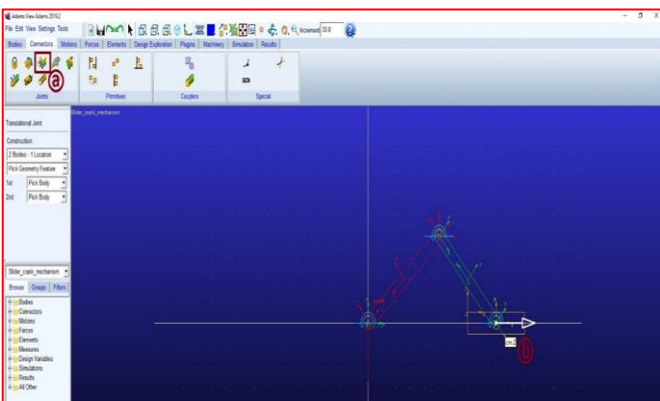 Adams View Adams 2019.2
File Edit View Settings Tools
Increment 30.0
Bodies Connectors Motions Forces Elements Design Exploration Plugins Machinery Simulation Results
GCN
a
Joints Primitives Couplers Special
Slider_crank_mechanism
Translational Joint
Construction:
2 Bodies - 1 Location
Pick Geometry Feature
1st Pick Body
2nd Pick Body
Slider_crank_mechanism
Browse Groups Filters
Bodies
Connectors
Motions
Forces
Elements
Measures
Design Variables
Simulations
Results
All Other
b